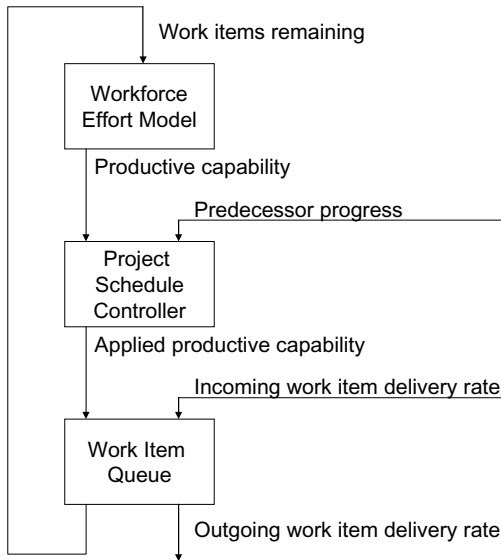 Work items remaining
Workforce
Effort Model
Productive capability
Predecessor progress
Project
Schedule
Controller
Applied productive capability
Incoming work item delivery rate
Work Item
Queue
Outgoing work item delivery rate